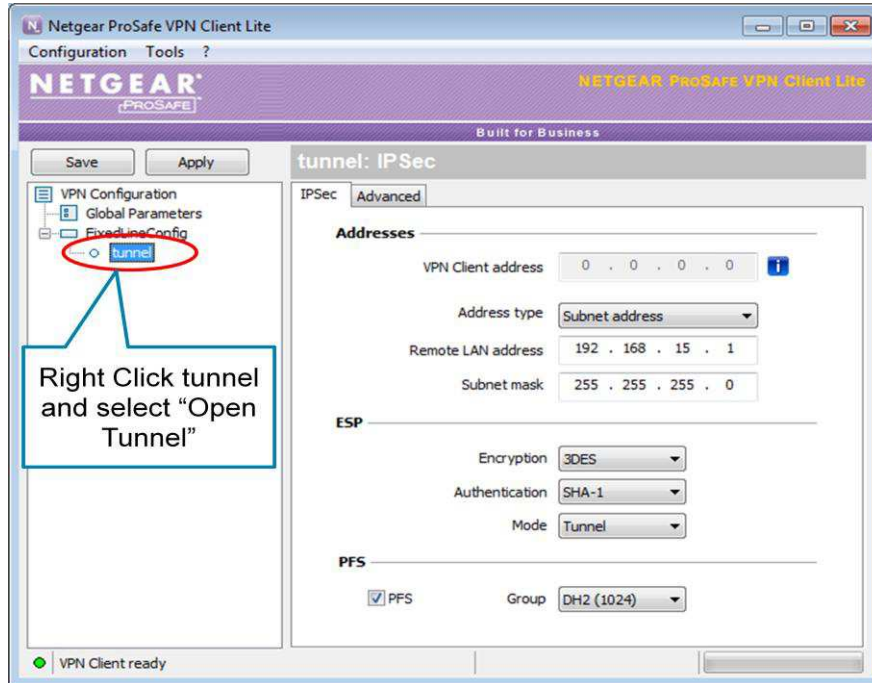 Netgear ProSafe VPN Client Lite
Configuration Tools ?
NETGEAR
PROSAFE
NETGEAR PROSAFE VPN Client Lite
Built for Business
Save Apply
tunnel: IPSec
VPN Configuration
Global Parameters
FixedLineConfig
tunnel
Right Click tunnel
and select “Open
Tunnel”
IPSec Advanced
Addresses
VPN Client address 0 . 0 . 0 . 0
Address type Subnet address
Remote LAN address 192 . 168 . 15 . 1
Subnet mask 255 . 255 . 255 . 0
ESP
Encryption 3DES
Authentication SHA-1
Mode Tunnel
PFS
PFS Group DH2 (1024)
VPN Client ready